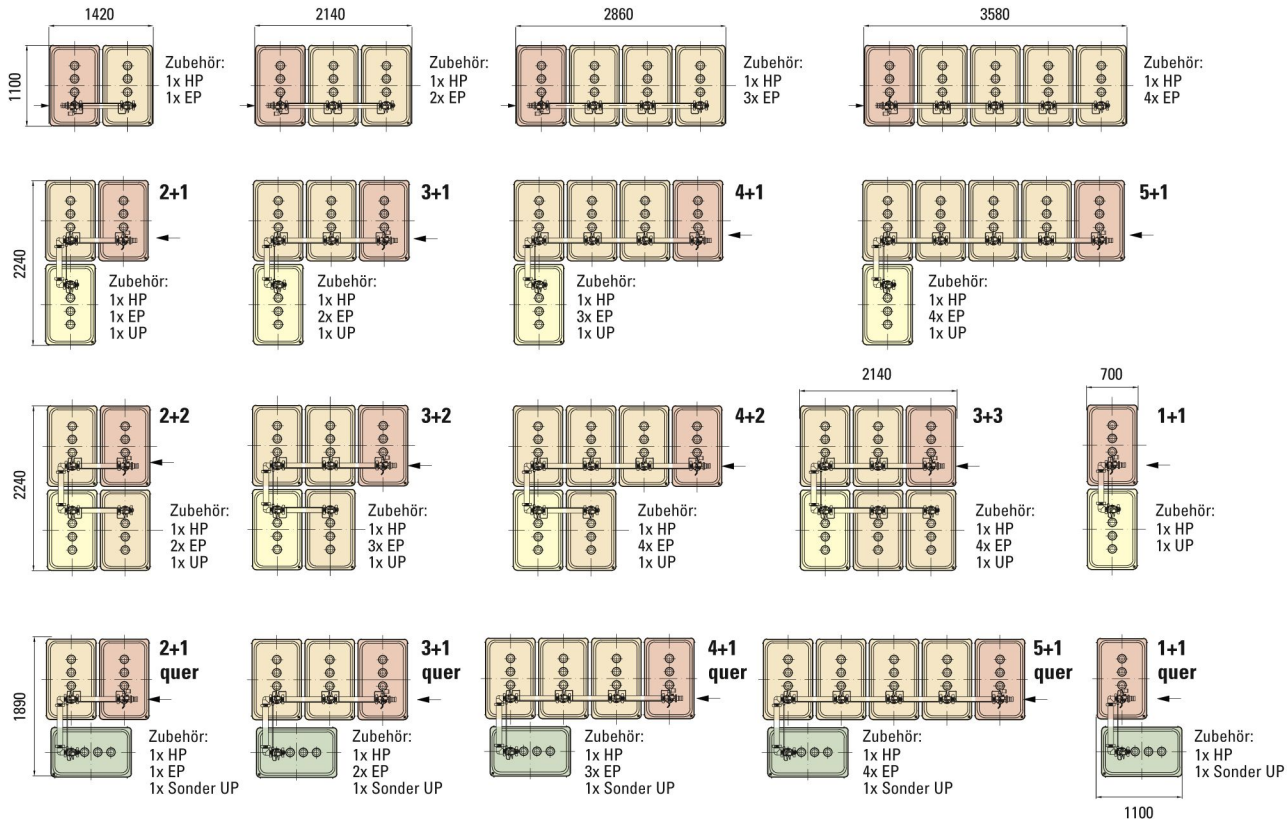 1420
2140
2860
3580
1100
Zubehör:
1x HP
1x EP
Zubehör:
1x HP
2x EP
Zubehör:
1x HP
3x EP
Zubehör:
1x HP
4x EP
2240
2+1
Zubehör:
1x HP
1x EP
1x UP
3+1
Zubehör:
1x HP
2x EP
1x UP
4+1
Zubehör:
1x HP
3x EP
1x UP
5+1
Zubehör:
1x HP
4x EP
1x UP
2140
700
2240
2+2
Zubehör:
1x HP
2x EP
1x UP
3+2
Zubehör:
1x HP
3x EP
1x UP
4+2
Zubehör:
1x HP
4x EP
1x UP
3+3
Zubehör:
1x HP
4x EP
1x UP
1+1
Zubehör:
1x HP
1x UP
1890
2+1
quer
Zubehör:
1x HP
1x EP
1x Sonder UP
3+1
quer
Zubehör:
1x HP
2x EP
1x Sonder UP
4+1
quer
Zubehör:
1x HP
3x EP
1x Sonder UP
5+1
quer
Zubehör:
1x HP
4x EP
1x Sonder UP
1+1
quer
Zubehör:
1x HP
1x Sonder UP
1100